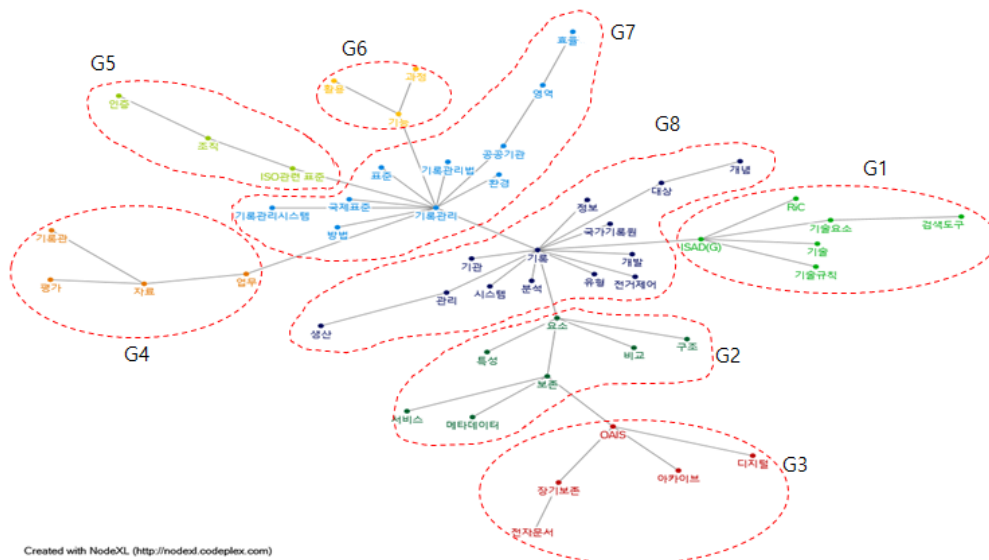 G7
효율
G6
과정
활용
G5
영역
인증
기능
G8
조직
공공기관
개념
ISO관련 표준
표준
기록관리법
환경
대상
G1
정보
RiC
기록관리시스템
국제표준
기록관리
국가기록원
기술요소
검색도구
방법
기록관
기록
ISAD(G)
기술
기관
개발
기술규칙
평가
자료
업무
관리
시스템
분석
유형
전거제어
생산
요소
G4
특성
비교
구조
G2
보존
서비스
메타데이터
OAIS
디지털
G3
장기보존
아카이브
전자문서
Created with NodeXL (http://nodexl.codeplex.com)